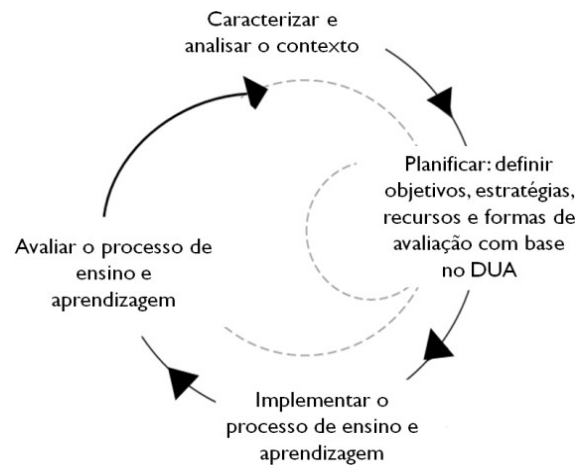 Caracterizar e
analisar o contexto
Planificar: definir
objetivos, estratégias,
recursos e formas de
avaliação com base
no DUA
Implementar o
processo de ensino e
aprendizagem
Avaliar o processo de
ensino e
aprendizagem